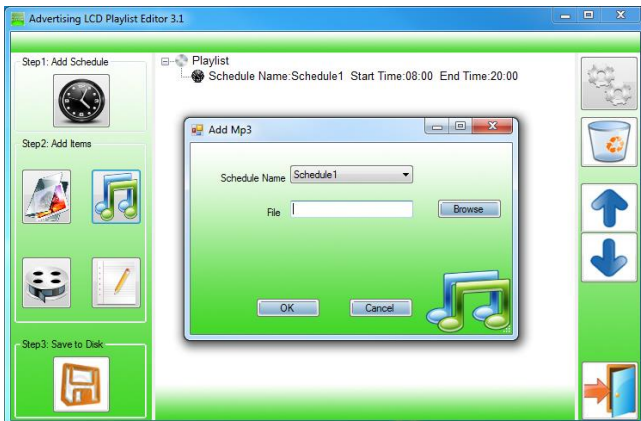 Advertising LCD Playlist Editor 3.1
Step1: Add Schedule
Playlist
Schedule Name:Schedule1 Start Time:08:00 End Time:20:00
Step2: Add Items
Add Mp3
Schedule Name Schedule1
File Browse
OK Cancel
Step3: Save to Disk